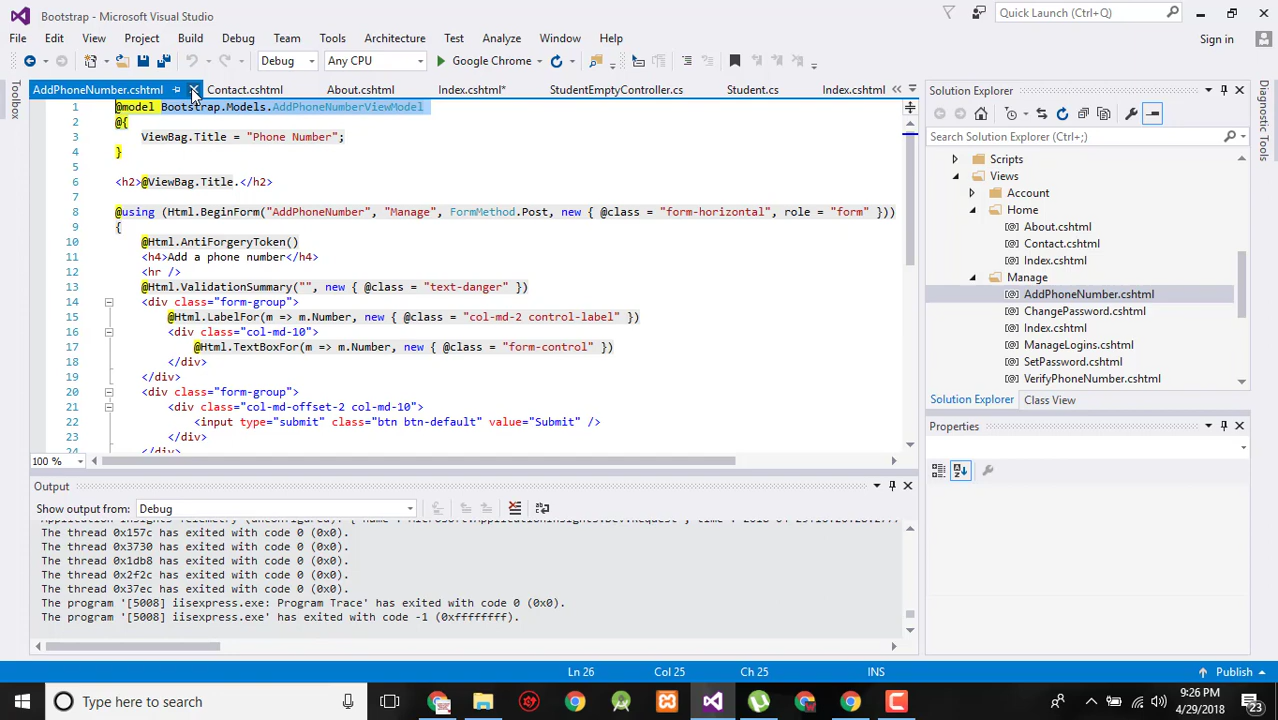 Bootstrap - Microsoft Visual Studio
Quick Launch (Ctrl+Q)
File Edit View Project Build Debug Team Tools Architecture Test Analyze Window Help
Sign in
Debug Any CPU Google Chrome
AddPhoneNumber.cshtml Contact.cshtml About.cshtml Index.cshtml* StudentEmptyController.cs Student.cs Index.cshtml
Toolbox
Diagnostic Tools
1 @model Bootstrap.Models.AddPhoneNumberViewModel
2 @{
3 ViewBag.Title = "Phone Number";
4 }
5
6 <h2>@ViewBag.Title.</h2>
7
8 @using (Html.BeginForm("AddPhoneNumber", "Manage", FormMethod.Post, new { @class = "form-horizontal", role = "form" }))
9 {
10 @Html.AntiForgeryToken()
11 <h4>Add a phone number</h4>
12 <hr />
13 @Html.ValidationSummary("", new { @class = "text-danger" })
14 <div class="form-group">
15 @Html.LabelFor(m => m.Number, new { @class = "col-md-2 control-label" })
16 <div class="col-md-10">
17 @Html.TextBoxFor(m => m.Number, new { @class = "form-control" })
18 </div>
19 </div>
20 <div class="form-group">
21 <div class="col-md-offset-2 col-md-10">
22 <input type="submit" class="btn btn-default" value="Submit" />
23 </div>
24 </div>
100 %
Solution Explorer
Search Solution Explorer (Ctrl+;)
Scripts
Views
Account
Home
About.cshtml
Contact.cshtml
Index.cshtml
Manage
AddPhoneNumber.cshtml
ChangePassword.cshtml
Index.cshtml
ManageLogins.cshtml
SetPassword.cshtml
VerifyPhoneNumber.cshtml
Solution Explorer Class View
Properties
Output
Show output from: Debug
The thread 0x157c has exited with code 0 (0x0).
The thread 0x3730 has exited with code 0 (0x0).
The thread 0x1db8 has exited with code 0 (0x0).
The thread 0x2f2c has exited with code 0 (0x0).
The thread 0x37ec has exited with code 0 (0x0).
The program '[5008] iisexpress.exe: Program Trace' has exited with code 0 (0x0).
The program '[5008] iisexpress.exe' has exited with code -1 (0xffffffff).
Ln 26 Col 25 Ch 25 INS Publish
Type here to search
9:26 PM
4/29/2018
23